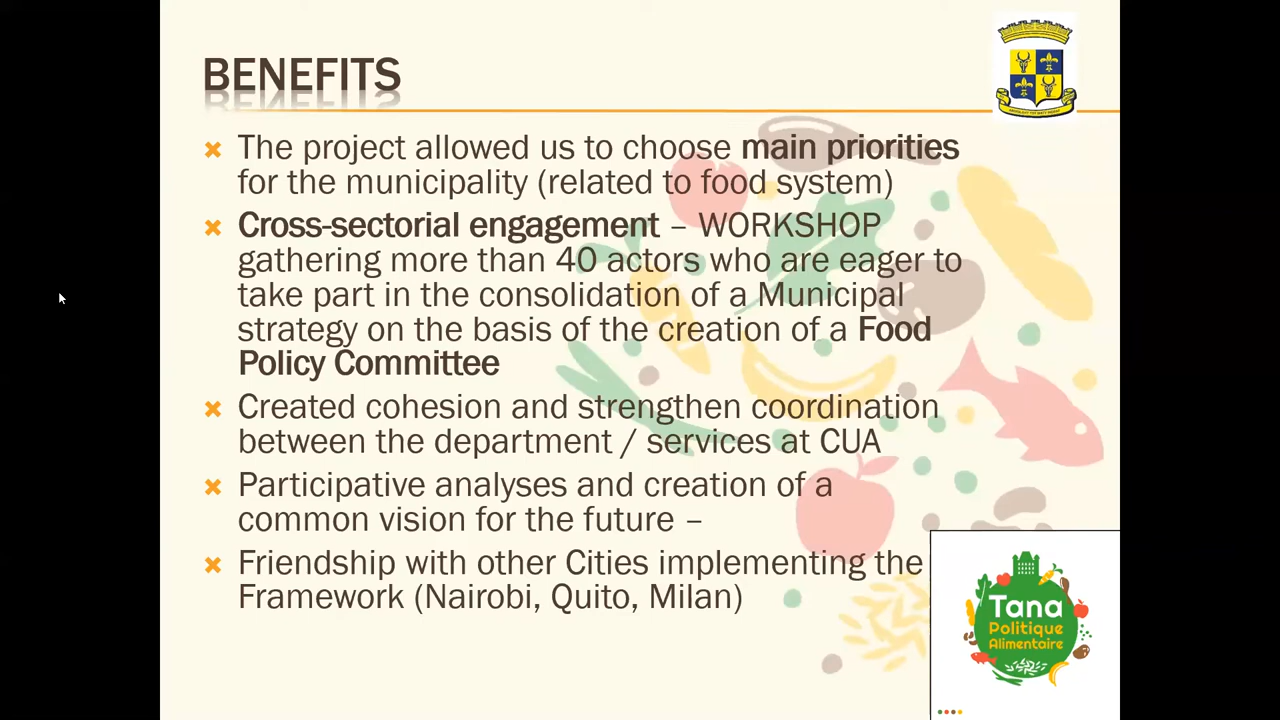 BENEFITS
The project allowed us to choose main priorities
for the municipality (related to food system)
Cross-sectorial engagement – WORKSHOP
gathering more than 40 actors who are eager to
take part in the consolidation of a Municipal
strategy on the basis of the creation of a Food
Policy Committee
Created cohesion and strengthen coordination
between the department / services at CUA
Participative analyses and creation of a
common vision for the future –
Friendship with other Cities implementing the
Framework (Nairobi, Quito, Milan)
Tana
Politique
Alimentaire